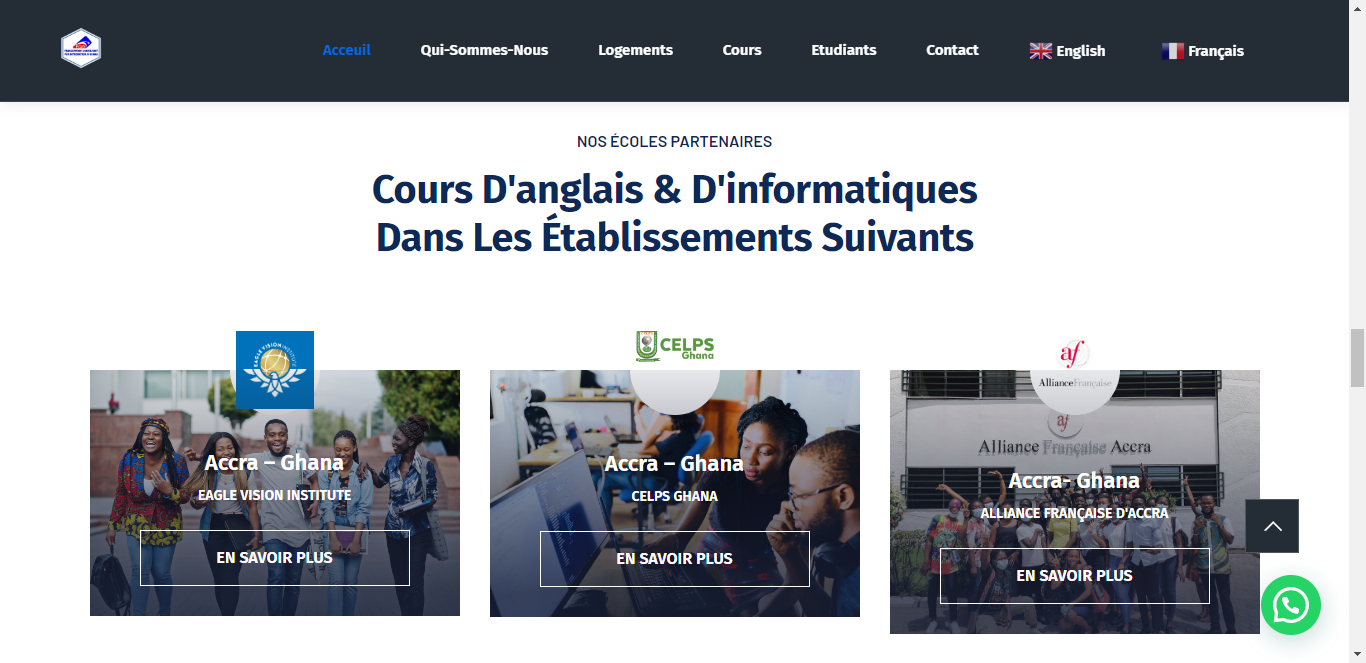 Acceuil
Qui-Sommes-Nous
Logements
Cours
Etudiants
Contact
English
Français
NOS ÉCOLES PARTENAIRES
Cours D'anglais & D'informatiques
Dans Les Établissements Suivants
EAGLE VISION INSTITUTE
Accra – Ghana
EAGLE VISION INSTITUTE
EN SAVOIR PLUS
CELPS
Ghana
Accra – Ghana
CELPS GHANA
EN SAVOIR PLUS
af
AllianceFrançaise
af
Alliance Française Accra
Accra- Ghana
ALLIANCE FRANÇAISE D'ACCRA
EN SAVOIR PLUS